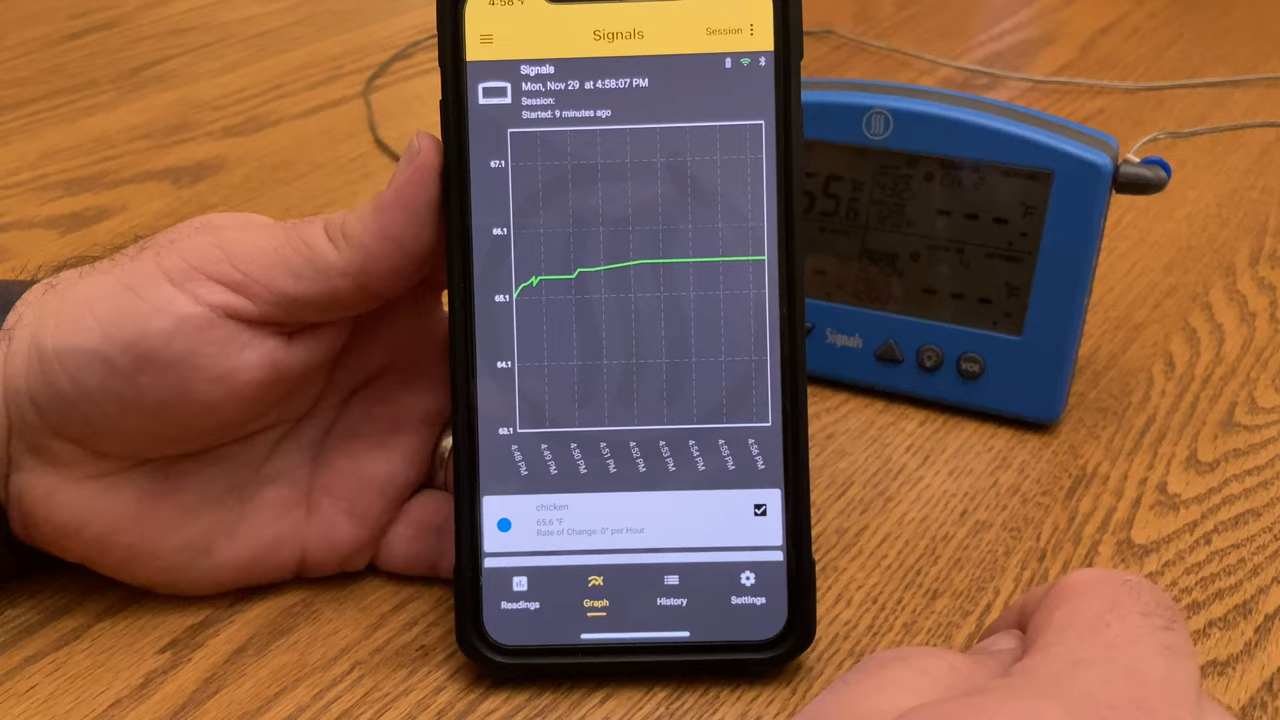 4:58
Signals
Session
Signals
Mon, Nov 29 at 4:58:07 PM
Session:
Started: 9 minutes ago
67.1
66.1
65.1
64.1
63.1
4:48 PM
4:49 PM
4:50 PM
4:51 PM
4:52 PM
4:53 PM
4:54 PM
4:55 PM
4:56 PM
chicken
65.6 °F
Rate of Change: 0° per Hour
Readings
Graph
History
Settings
Signals
VOL